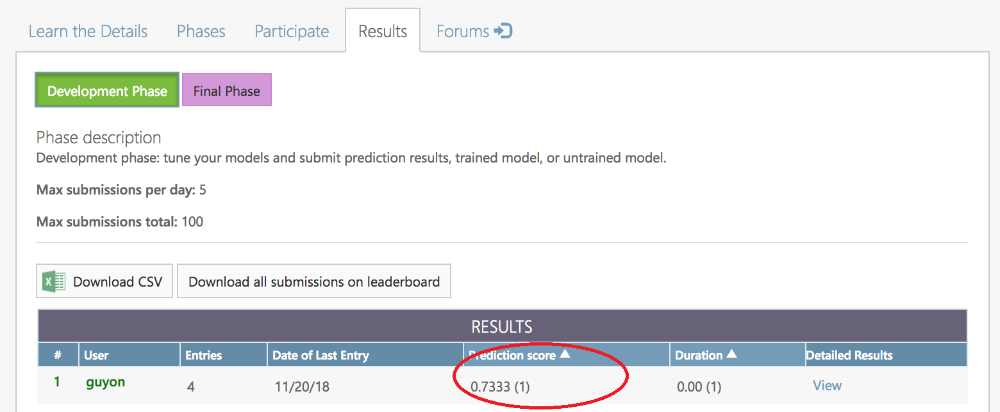 Learn the Details Phases Participate Results Forums
Development Phase Final Phase
Phase description
Development phase: tune your models and submit prediction results, trained model, or untrained model.
Max submissions per day: 5
Max submissions total: 100
Download CSV Download all submissions on leaderboard
RESULTS
# User Entries Date of Last Entry Prediction score Duration Detailed Results
1 guyon 4 11/20/18 0.7333 (1) 0.00 (1) View